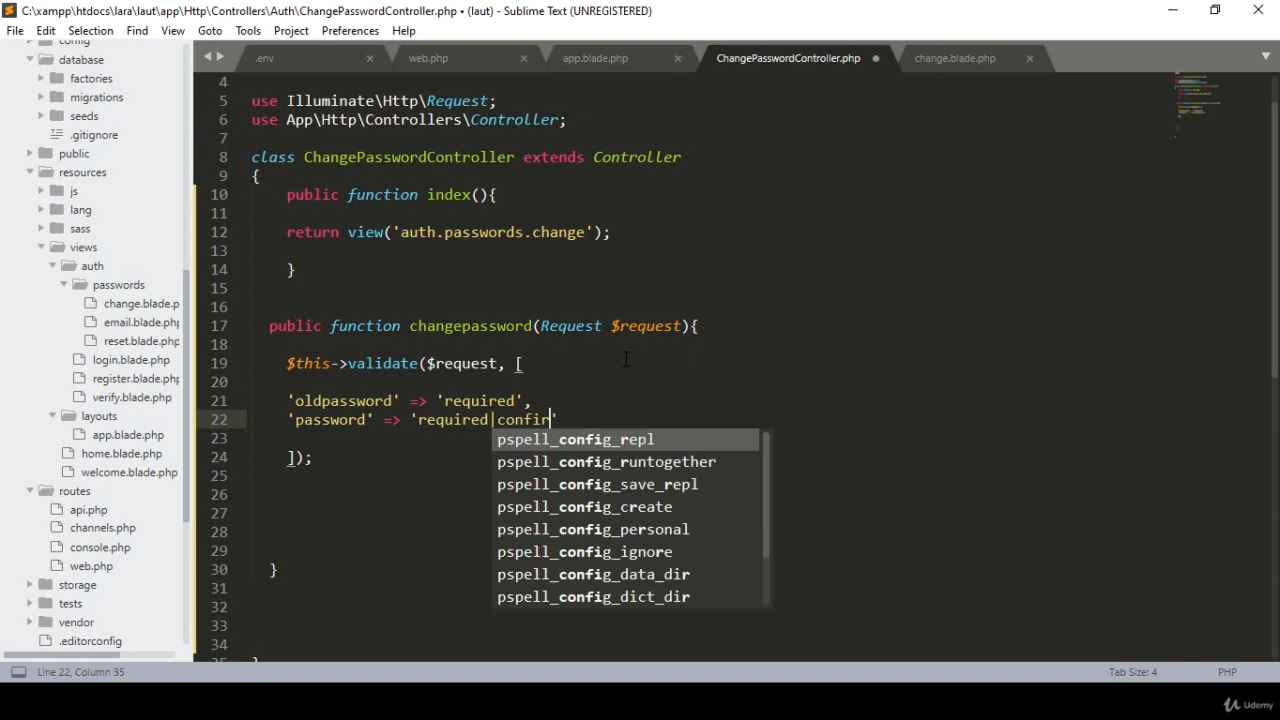 C:\xampp\htdocs\lara\laut\app\Http\Controllers\Auth\ChangePasswordController.php • (laut) - Sublime Text (UNREGISTERED)
File Edit Selection Find View Goto Tools Project Preferences Help
config
database
factories
migrations
seeds
.gitignore
public
resources
js
lang
sass
views
auth
passwords
change.blade.p
email.blade.php
reset.blade.php
login.blade.php
register.blade.php
verify.blade.php
layouts
app.blade.php
home.blade.php
welcome.blade.php
routes
api.php
channels.php
console.php
web.php
storage
tests
vendor
.editorconfig
.env web.php app.blade.php ChangePasswordController.php change.blade.php
4
5 use Illuminate\Http\Request;
6 use App\Http\Controllers\Controller;
7
8 class ChangePasswordController extends Controller
9 {
10 public function index(){
11
12 return view('auth.passwords.change');
13
14 }
15
16
17 public function changepassword(Request $request){
18
19 $this->validate($request, [
20
21 'oldpassword' => 'required',
22 'password' => 'required|confir'
23
24 ]);
25
26
27
28
29
30 }
31
32
33
34
35 }
pspell_config_repl
pspell_config_runtogether
pspell_config_save_repl
pspell_config_create
pspell_config_personal
pspell_config_ignore
pspell_config_data_dir
pspell_config_dict_dir
Line 22, Column 35 Tab Size: 4 PHP
Udemy